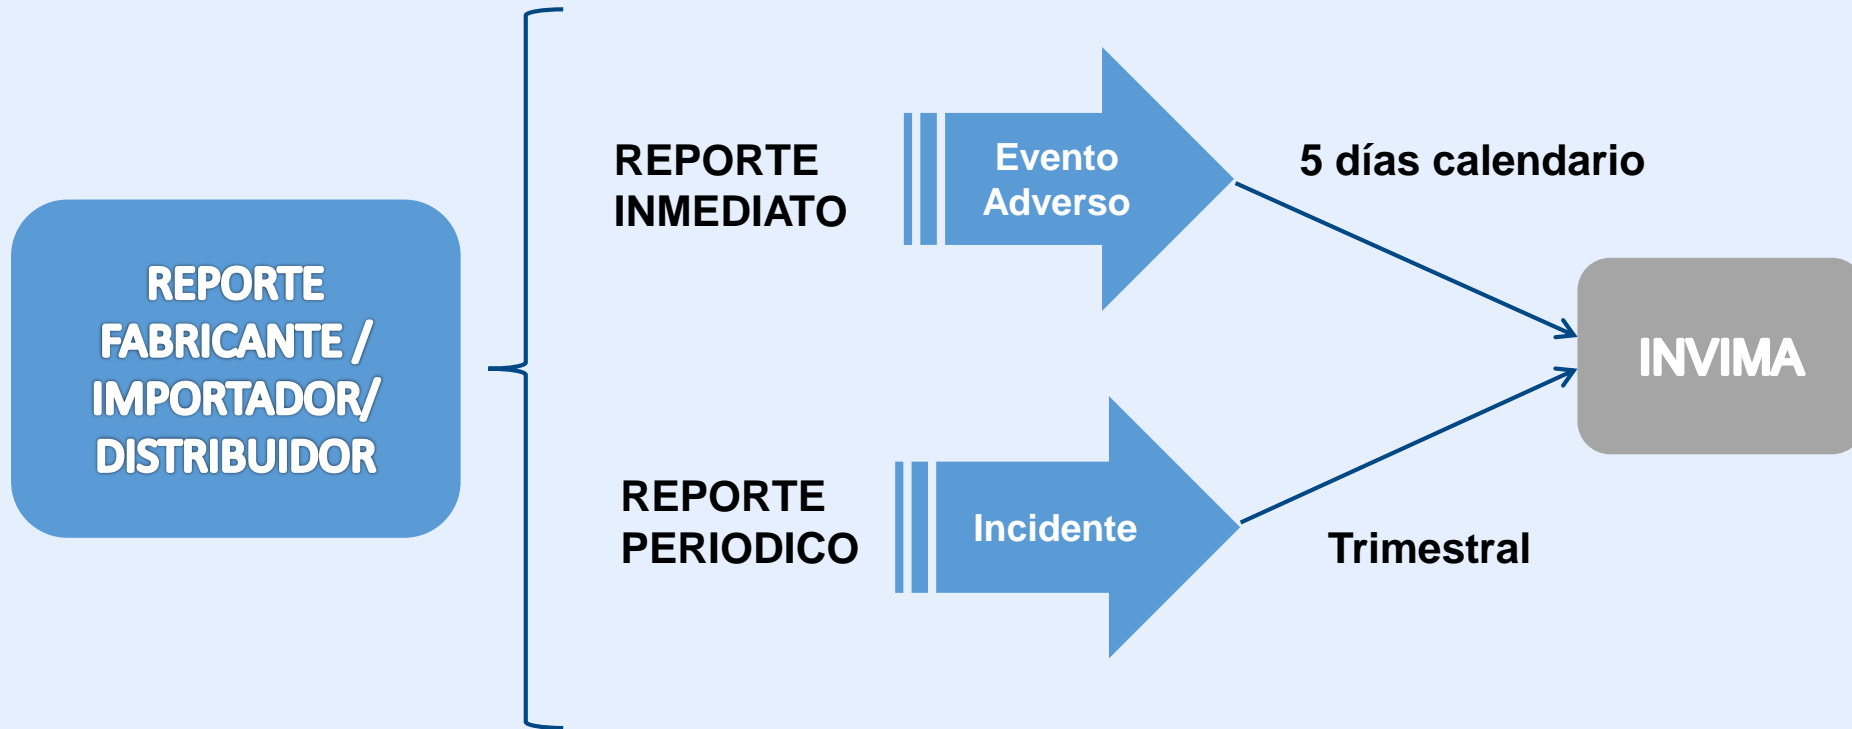 REPORTE
FABRICANTE /
IMPORTADOR/
DISTRIBUIDOR
REPORTE
INMEDIATO
Evento
Adverso
5 días calendario
REPORTE
PERIODICO
Incidente
Trimestral
INVIMA